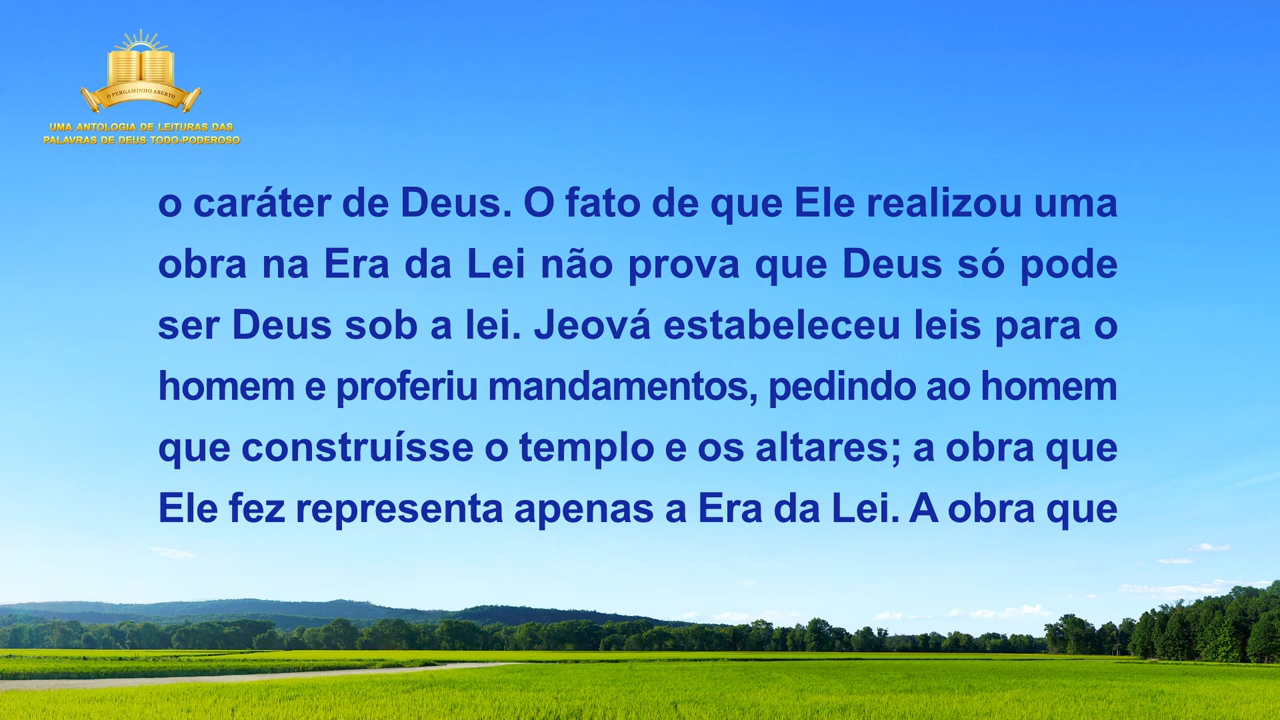 O PERGAMINHO ABERTO
UMA ANTOLOGIA DE LEITURAS DAS
PALAVRAS DE DEUS TODO-PODEROSO
o caráter de Deus. O fato de que Ele realizou uma
obra na Era da Lei não prova que Deus só pode
ser Deus sob a lei. Jeová estabeleceu leis para o
homem e proferiu mandamentos, pedindo ao homem
que construísse o templo e os altares; a obra que
Ele fez representa apenas a Era da Lei. A obra que